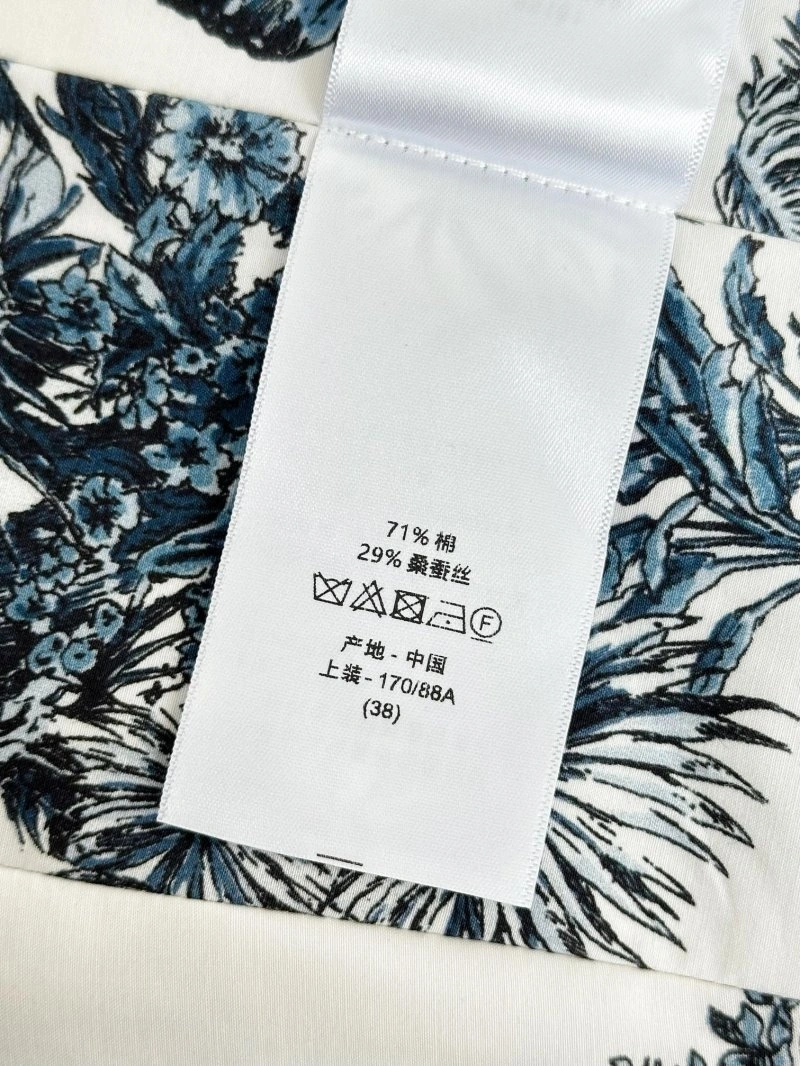 71% 棉
29% 桑蚕丝
F
产地 - 中国
上装 - 170/88A
(38)